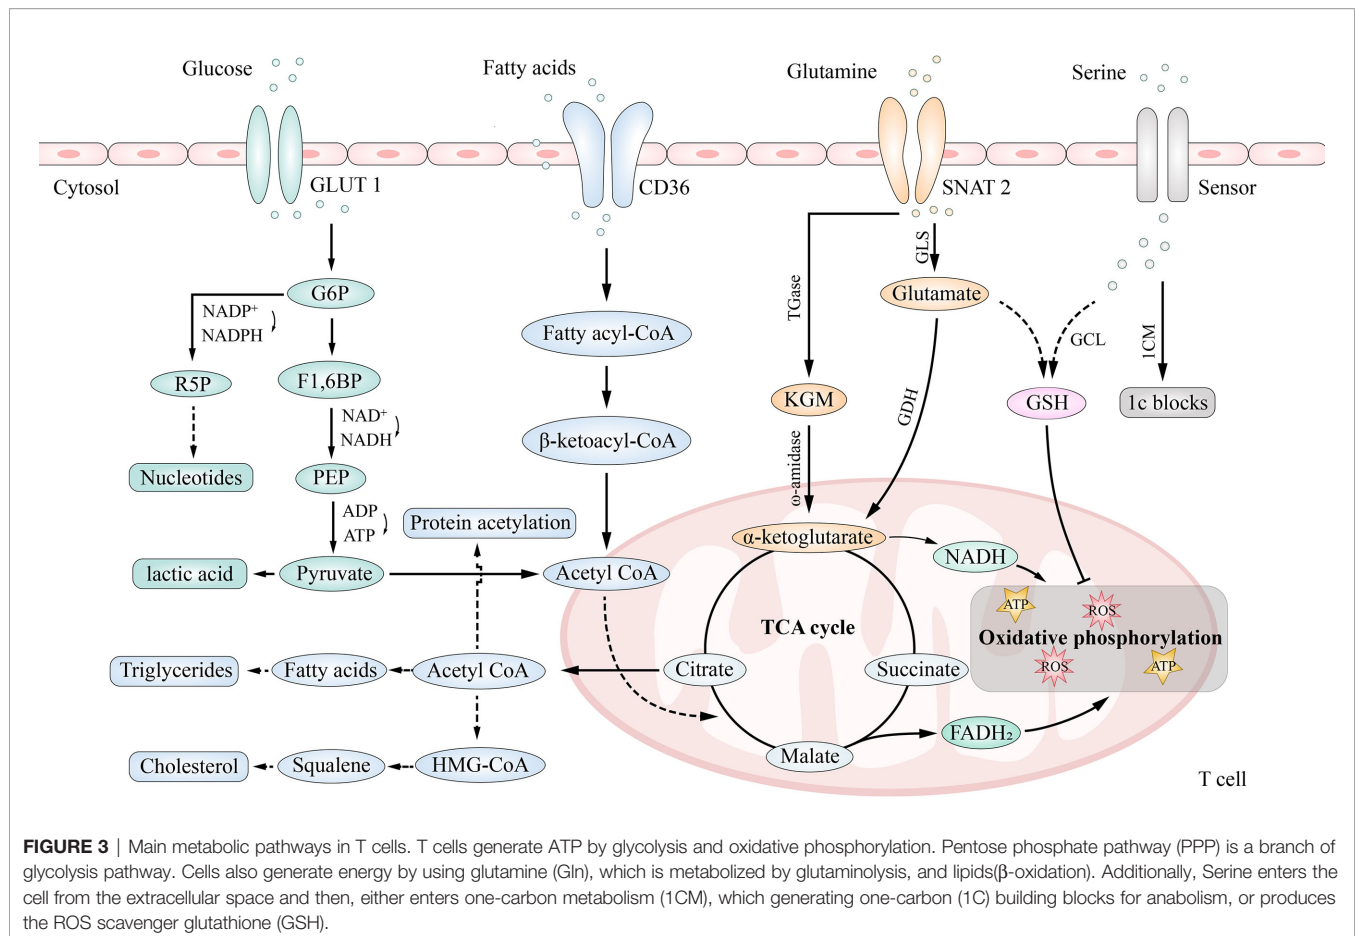 Glucose
Fatty acids
Glutamine
Serine
Cytosol
GLUT 1
CD36
SNAT 2
Sensor
G6P
NADP⁺
NADPH
R5P
F1,6BP
NAD⁺
NADH
Nucleotides
PEP
ADP
ATP
lactic acid
Pyruvate
Protein acetylation
Fatty acyl-CoA
β-ketoacyl-CoA
Acetyl CoA
TGase
GLS
Glutamate
GCL
1CM
KGM
GDH
GSH
1c blocks
ω-amidase
α-ketoglutarate
NADH
TCA cycle
ATP
ROS
Oxidative phosphorylation
ROS
ATP
Triglycerides
Fatty acids
Acetyl CoA
Citrate
Succinate
Cholesterol
Squalene
HMG-CoA
Malate
FADH₂
T cell
FIGURE 3 | Main metabolic pathways in T cells. T cells generate ATP by glycolysis and oxidative phosphorylation. Pentose phosphate pathway (PPP) is a branch of
glycolysis pathway. Cells also generate energy by using glutamine (Gln), which is metabolized by glutaminolysis, and lipids(β-oxidation). Additionally, Serine enters the
cell from the extracellular space and then, either enters one-carbon metabolism (1CM), which generating one-carbon (1C) building blocks for anabolism, or produces
the ROS scavenger glutathione (GSH).